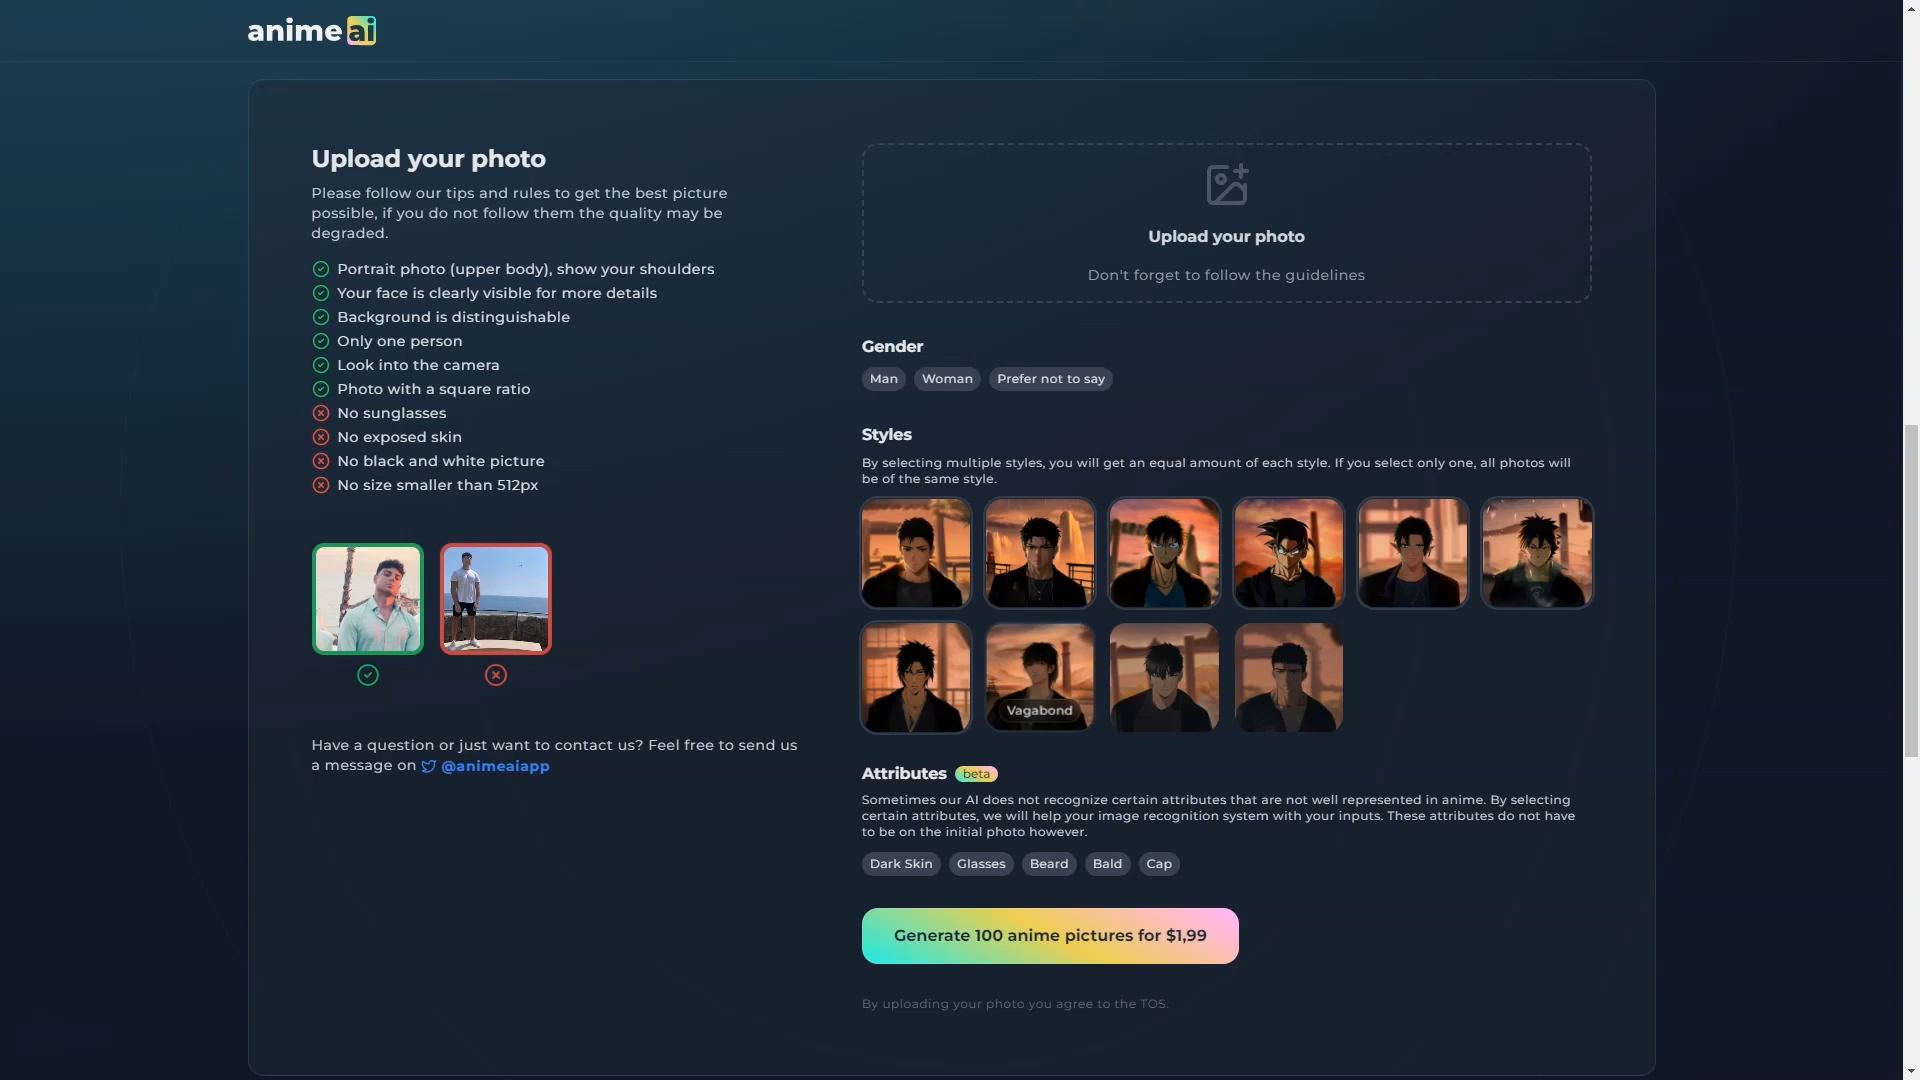 anime ai
Upload your photo
Please follow our tips and rules to get the best picture
possible, if you do not follow them the quality may be
degraded.
Portrait photo (upper body), show your shoulders
Your face is clearly visible for more details
Background is distinguishable
Only one person
Look into the camera
Photo with a square ratio
No sunglasses
No exposed skin
No black and white picture
No size smaller than 512px
Have a question or just want to contact us? Feel free to send us
a message on @animeaiapp
Upload your photo
Don't forget to follow the guidelines
Gender
Man Woman Prefer not to say
Styles
By selecting multiple styles, you will get an equal amount of each style. If you select only one, all photos will
be of the same style.
Vagabond
Attributes beta
Sometimes our AI does not recognize certain attributes that are not well represented in anime. By selecting
certain attributes, we will help your image recognition system with your inputs. These attributes do not have
to be on the initial photo however.
Dark Skin Glasses Beard Bald Cap
Generate 100 anime pictures for $1,99
By uploading your photo you agree to the TOS.